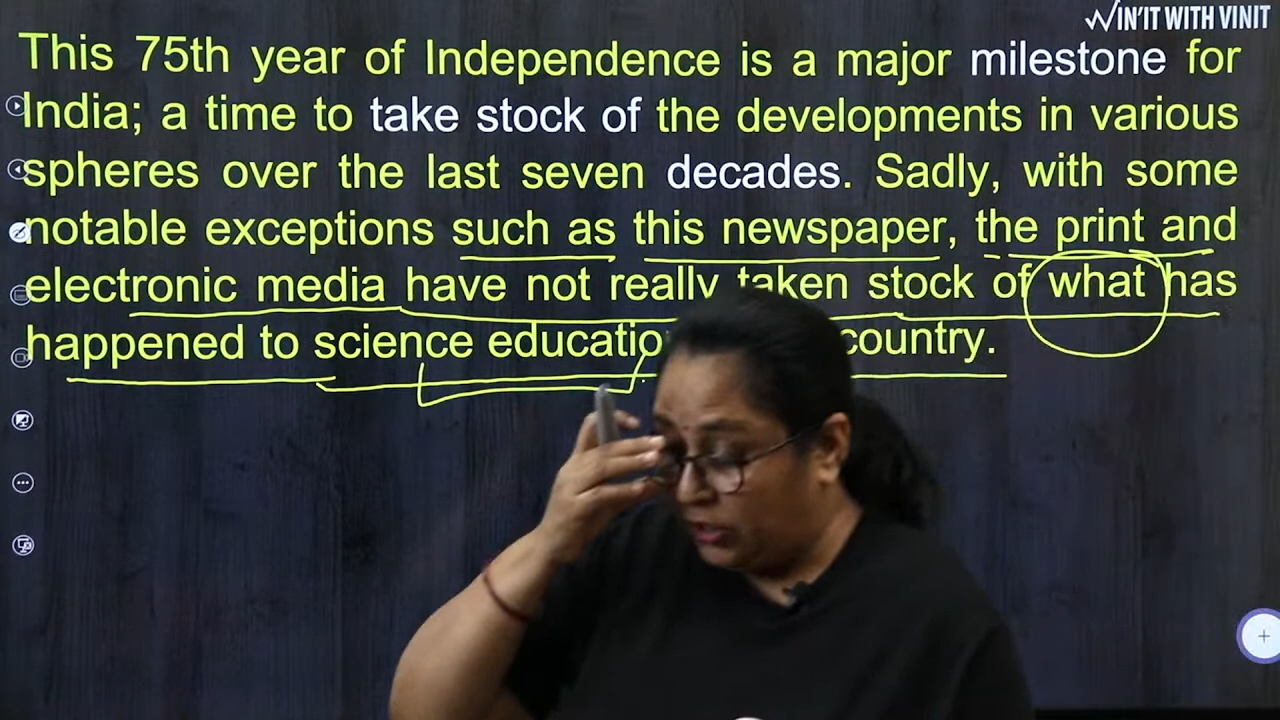 WIN'IT WITH VINIT
This 75th year of Independence is a major milestone for
India; a time to take stock of the developments in various
spheres over the last seven decades. Sadly, with some
notable exceptions such as this newspaper, the print and
electronic media have not really taken stock of what has
happened to science educatio country.